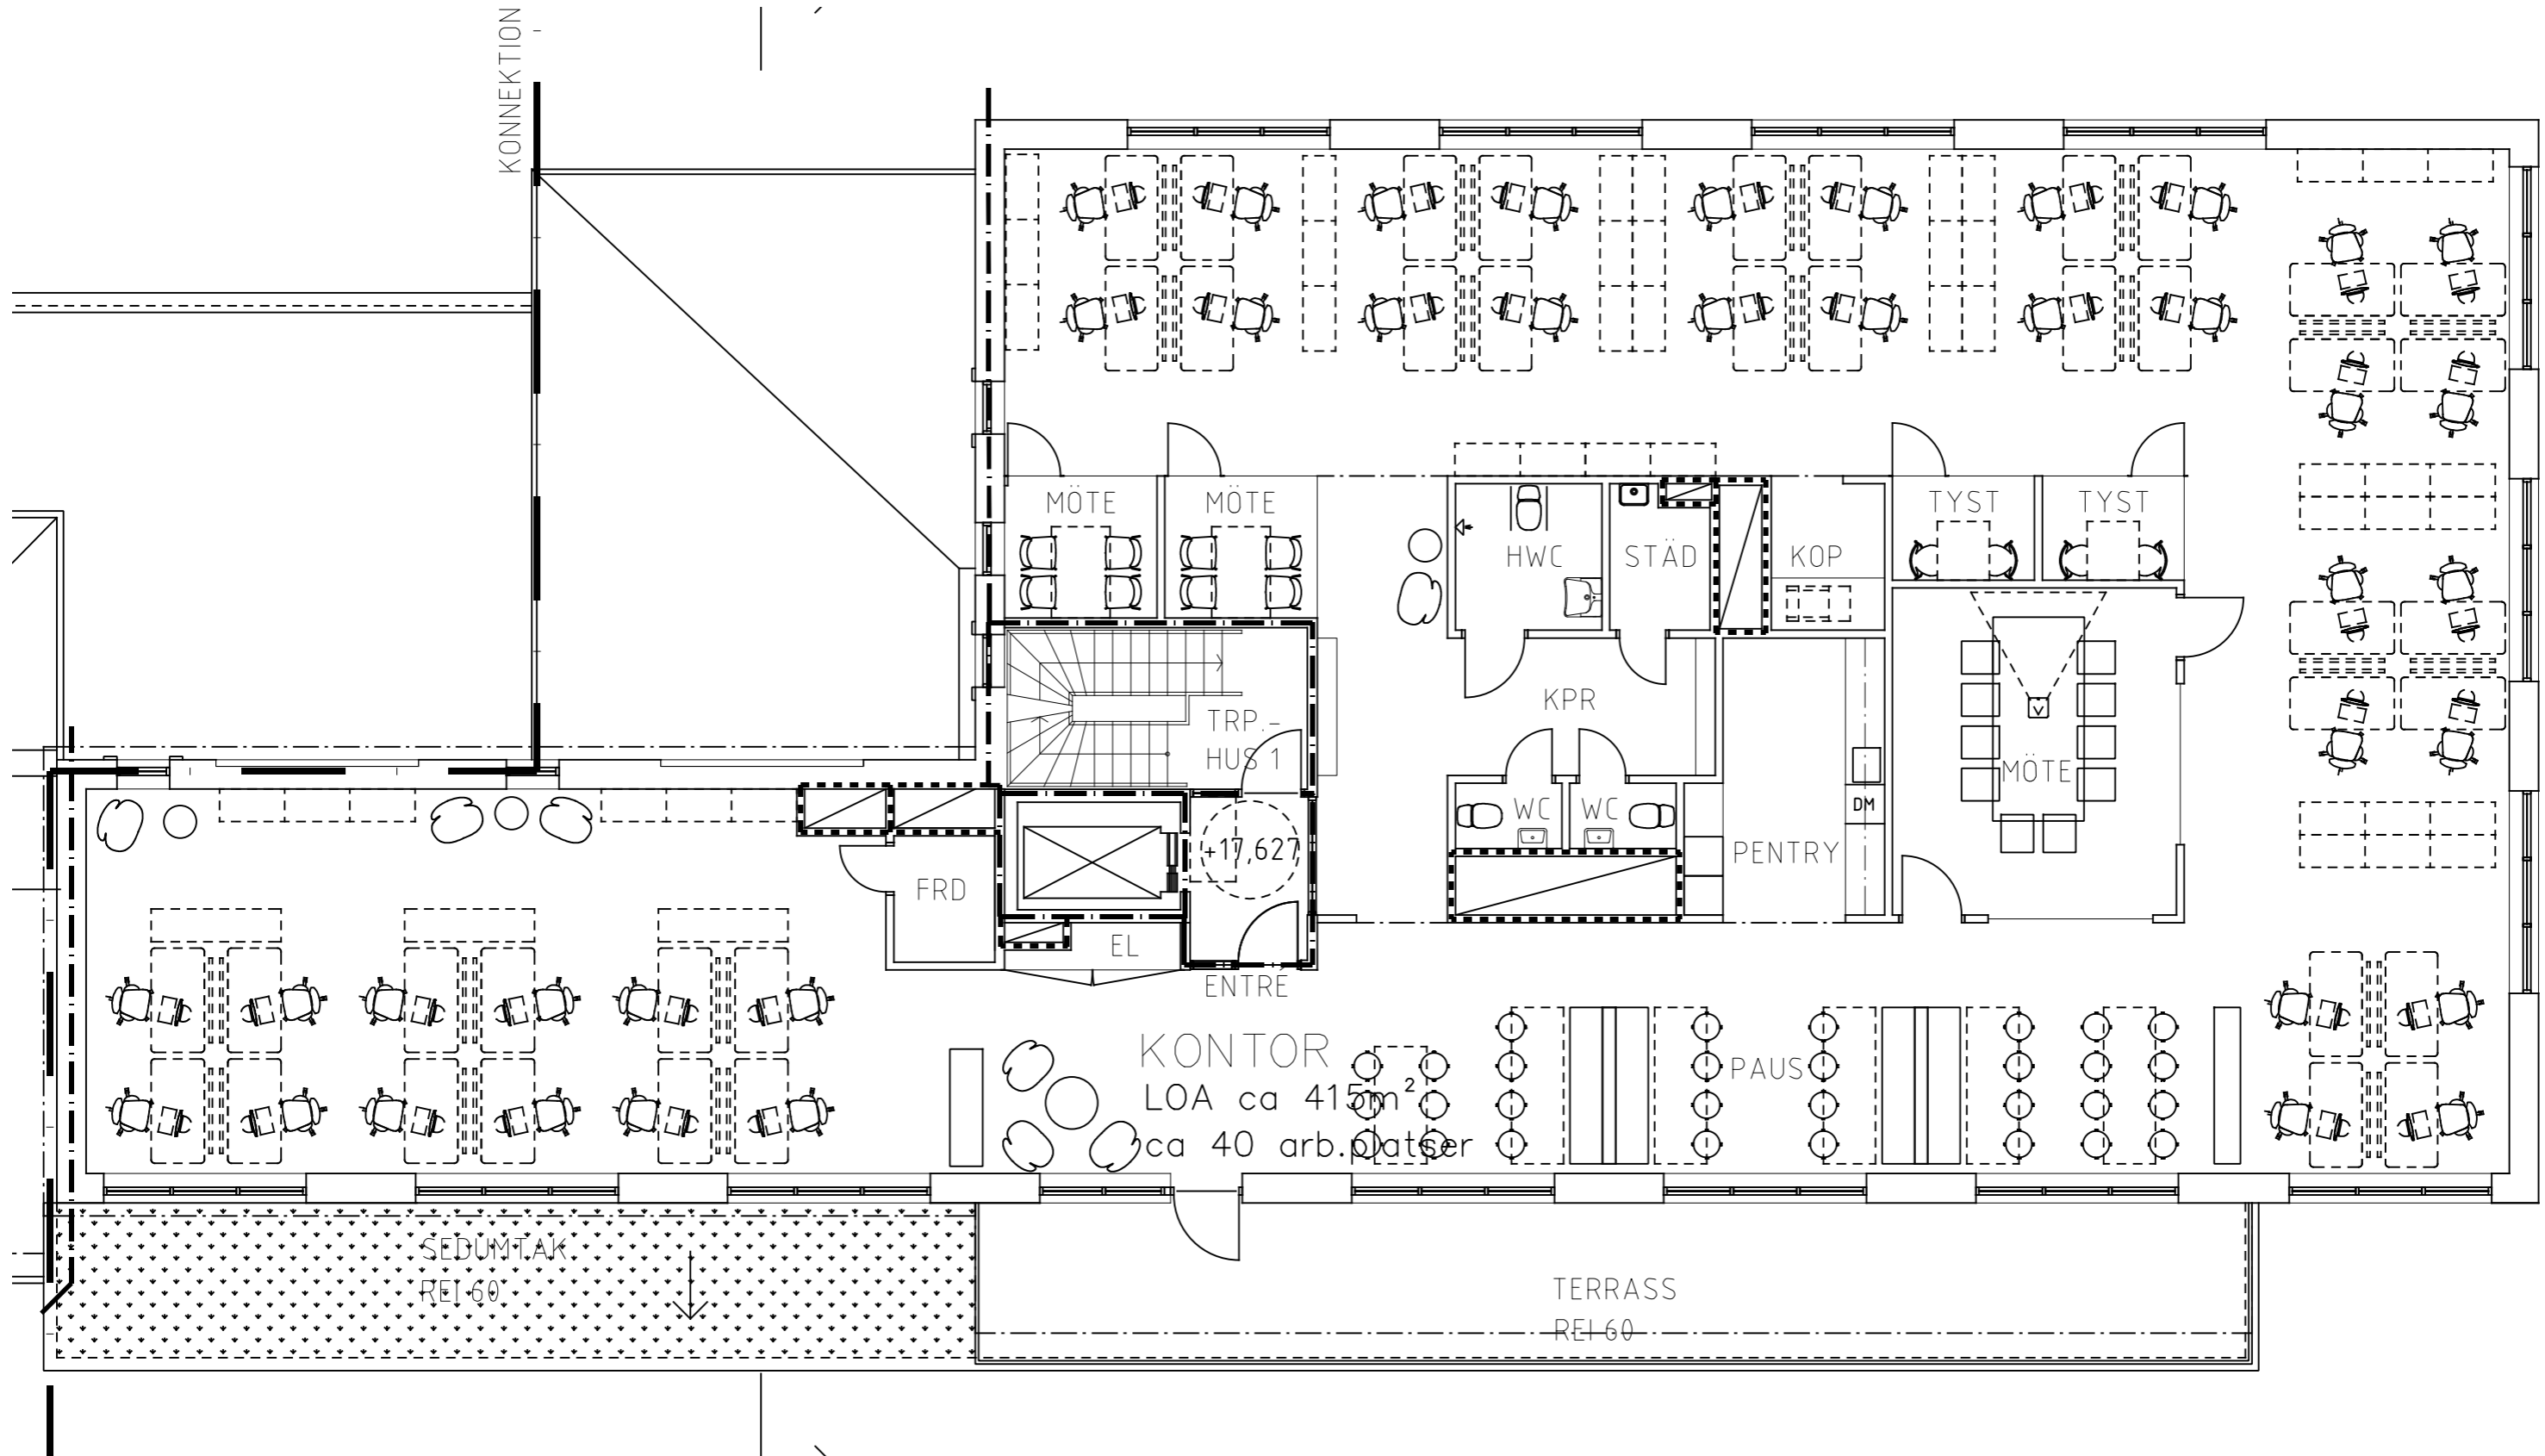 KONNEKTION
MÖTE
MÖTE
HWC
STÄD
KOP
TYST
TYST
TRP.-
HUS 1
KPR
MÖTE
WC
WC
DM
+17,627
PENTRY
FRD
EL
ENTRÉ
KONTOR
LOA ca 415m²
ca 40 arb.platser
PAUS
SEDUMTAK
REI 60
TERRASS
REI 60